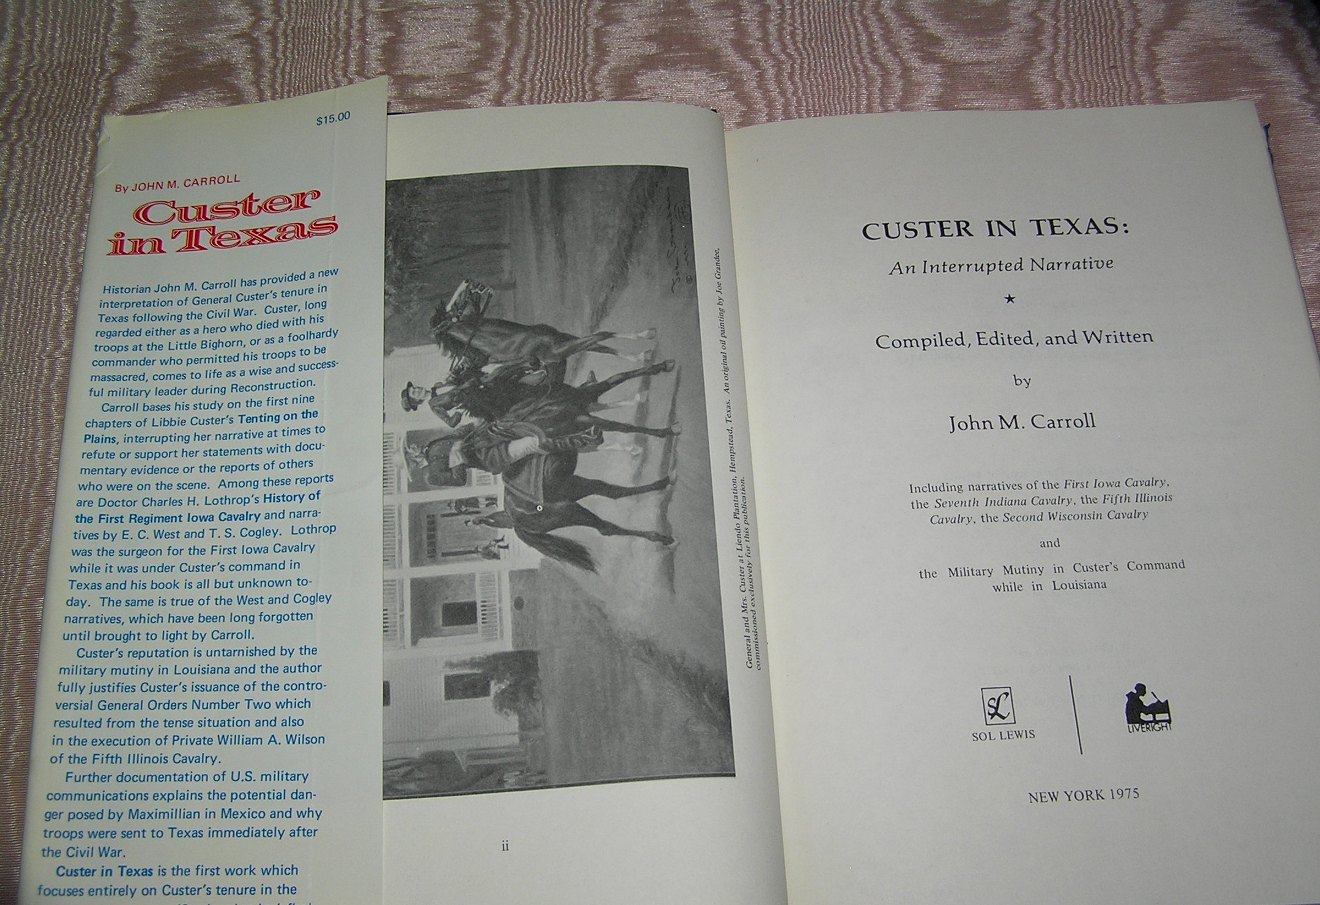 $15.00
By JOHN M. CARROLL
Custer
in Texas
Historian John M. Carroll has provided a new
interpretation of General Custer's tenure in
Texas following the Civil War. Custer, long
regarded either as a hero who died with his
troops at the Little Bighorn, or as a foolhardy
commander who permitted his troops to be
massacred, comes to life as a wise and success-
ful military leader during Reconstruction.
Carroll bases his study on the first nine
chapters of Libbie Custer's Tenting on the
Plains, interrupting her narrative at times to
refute or support her statements with docu-
mentary evidence or the reports of others
who were on the scene. Among these reports
are Doctor Charles H. Lothrop's History of
the First Regiment Iowa Cavalry and narra-
tives by E. C. West and T. S. Cogley. Lothrop
was the surgeon for the First Iowa Cavalry
while it was under Custer's command in
Texas and his book is all but unknown to-
day. The same is true of the West and Cogley
narratives, which have been long forgotten
until brought to light by Carroll.
Custer's reputation is untarnished by the
military mutiny in Louisiana and the author
fully justifies Custer's issuance of the contro-
versial General Orders Number Two which
resulted from the tense situation and also
in the execution of Private William A. Wilson
of the Fifth Illinois Cavalry.
Further documentation of U.S. military
communications explains the potential dan-
ger posed by Maximillian in Mexico and why
troops were sent to Texas immediately after
the Civil War.
Custer in Texas is the first work which
focuses entirely on Custer's tenure in the
General and Mrs. Custer at Liendo Plantation, Hempstead, Texas. An original oil painting by Joe Grandee,
commissioned exclusively for this publication.
ii
CUSTER IN TEXAS:
An Interrupted Narrative
★
Compiled, Edited, and Written
by
John M. Carroll
Including narratives of the First Iowa Cavalry,
the Seventh Indiana Cavalry, the Fifth Illinois
Cavalry, the Second Wisconsin Cavalry
and
the Military Mutiny in Custer's Command
while in Louisiana
SL
SOL LEWIS
LIVERIGHT
NEW YORK 1975